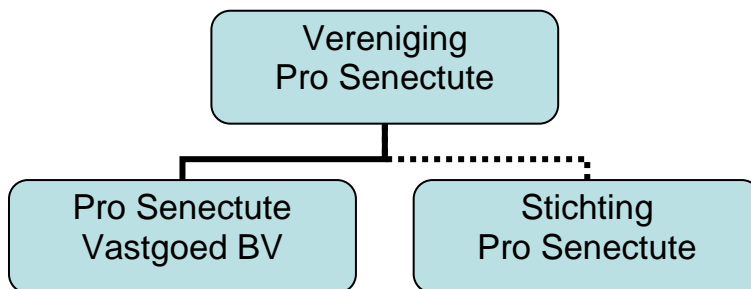 Vereniging
Pro Senectute
Pro Senectute
Vastgoed BV
Stichting
Pro Senectute